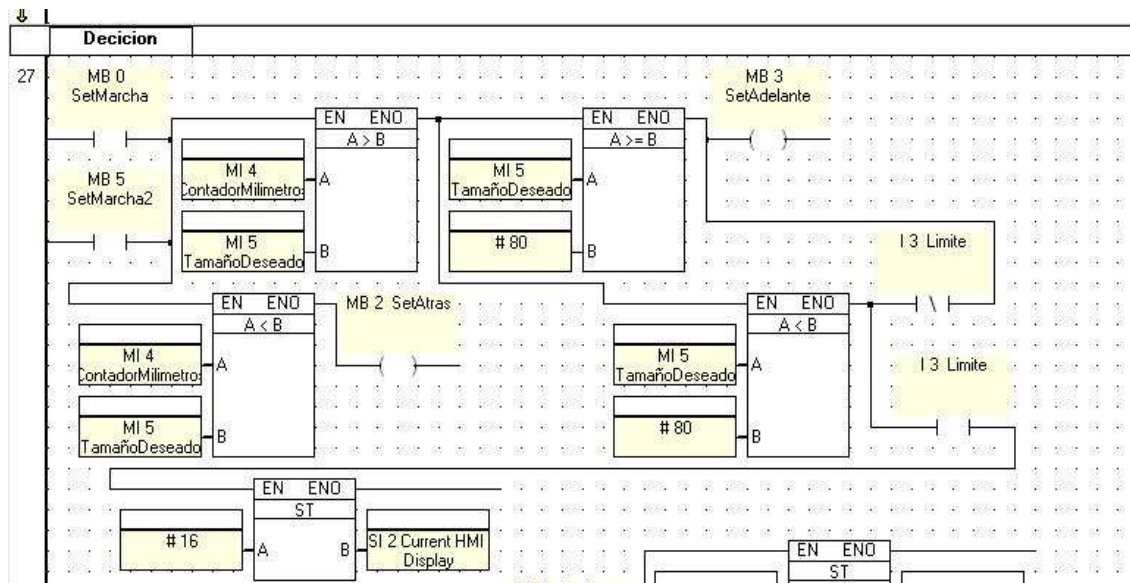 Decicion
27
MB 0
SetMarcha
MB 3
SetAdelante
EN ENO
A > B
EN ENO
A >= B
MI 4
ContadorMilimetros
A
MI 5
TamañoDeseado
A
MB 5
SetMarcha2
MI 5
TamañoDeseado
B
# 80
B
I 3 Limite
EN ENO
A < B
MB 2 SetAtras
EN ENO
A < B
MI 4
ContadorMilimetros
A
MI 5
TamañoDeseado
A
I 3 Limite
MI 5
TamañoDeseado
B
# 80
B
EN ENO
ST
# 16
A
B
SI 2 Current HMI
Display
EN ENO
ST